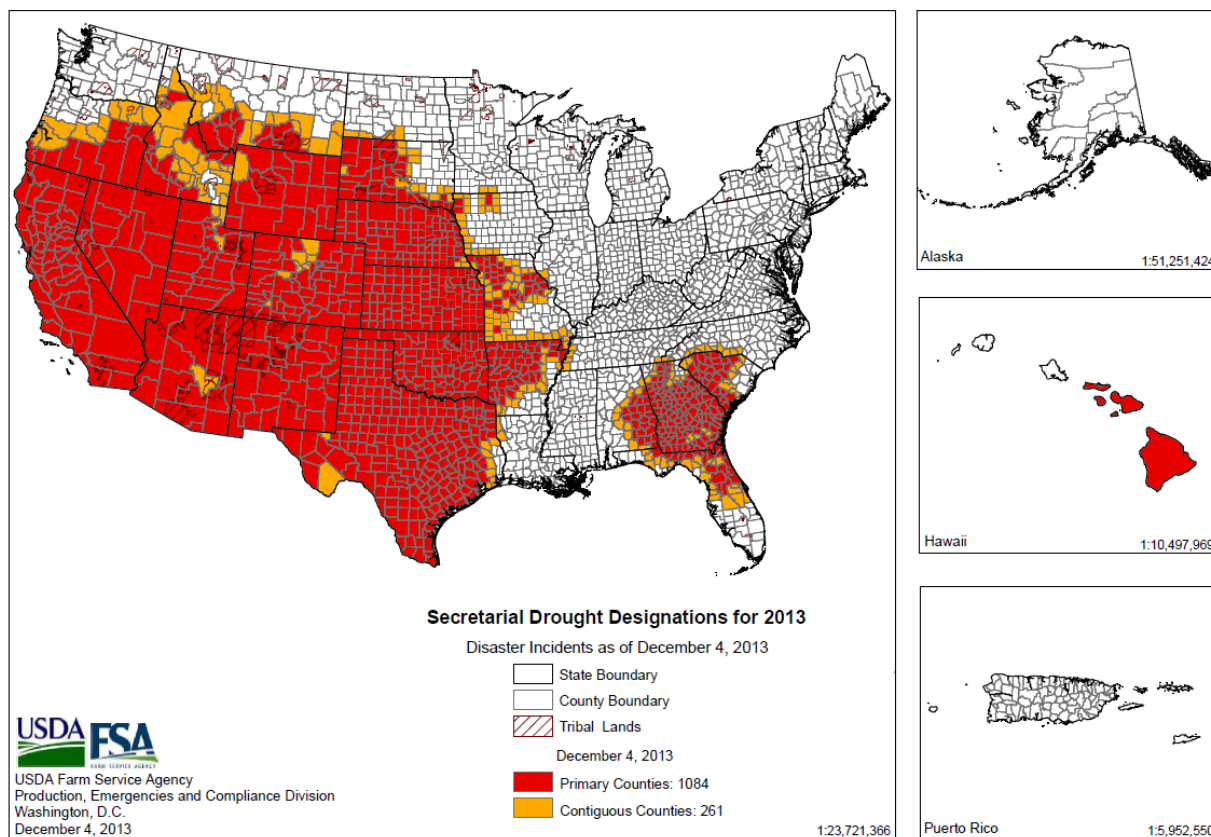 Alaska
1:51,251,424
Hawaii
1:10,497,969
Secretarial Drought Designations for 2013
Disaster Incidents as of December 4, 2013
State Boundary
County Boundary
Tribal Lands
December 4, 2013
Primary Counties: 1084
Contiguous Counties: 261
USDA FSA
FARM SERVICE AGENCY
USDA Farm Service Agency
Production, Emergencies and Compliance Division
Washington, D.C.
December 4, 2013
1:23,721,366
Puerto Rico
1:5,952,550